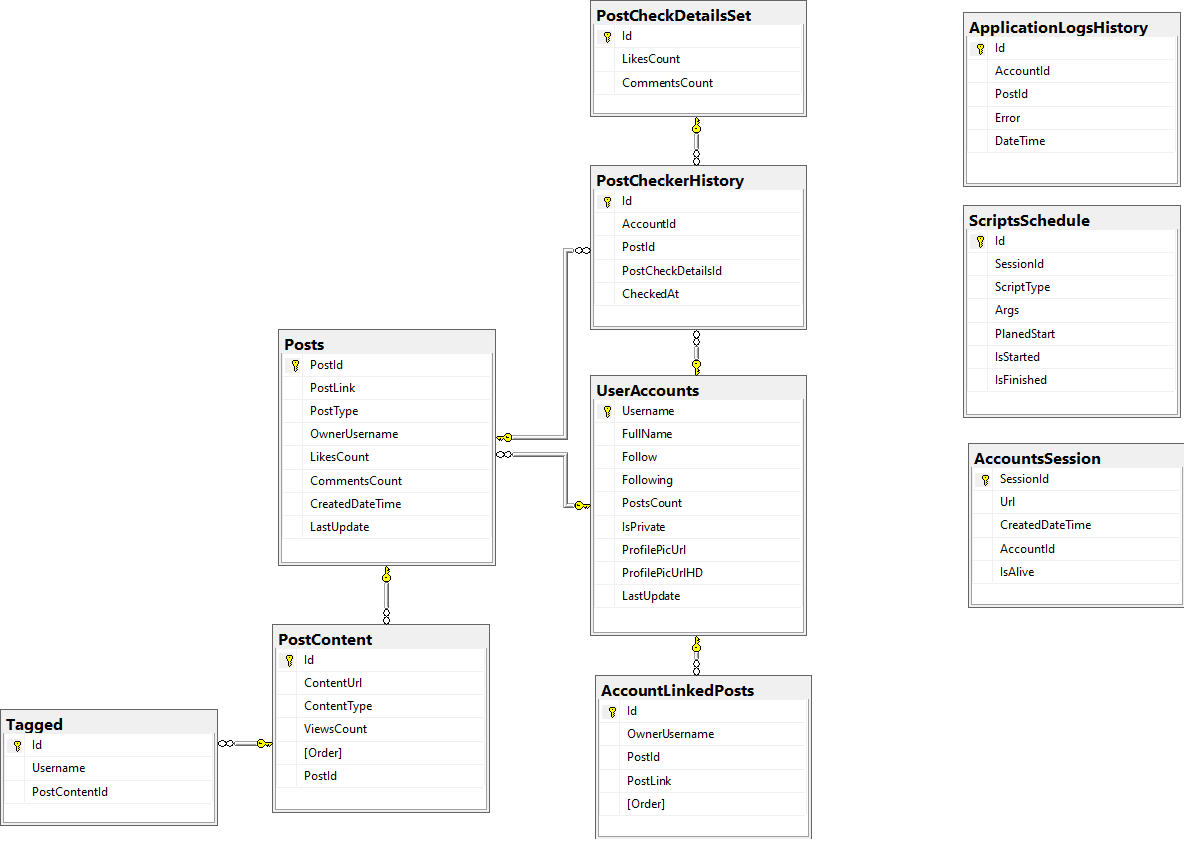 PostCheckDetailsSet
Id
LikesCount
CommentsCount
ApplicationLogsHistory
Id
AccountId
PostId
Error
DateTime
PostCheckerHistory
Id
AccountId
PostId
PostCheckDetailsId
CheckedAt
ScriptsSchedule
Id
SessionId
ScriptType
Args
PlanedStart
IsStarted
IsFinished
Posts
PostId
PostLink
PostType
OwnerUsername
LikesCount
CommentsCount
CreatedDateTime
LastUpdate
UserAccounts
Username
FullName
Follow
Following
PostsCount
IsPrivate
ProfilePicUrl
ProfilePicUrlHD
LastUpdate
AccountsSession
SessionId
Url
CreatedDateTime
AccountId
IsAlive
PostContent
Id
ContentUrl
ContentType
ViewsCount
[Order]
PostId
AccountLinkedPosts
Id
OwnerUsername
PostId
PostLink
[Order]
Tagged
Id
Username
PostContentId